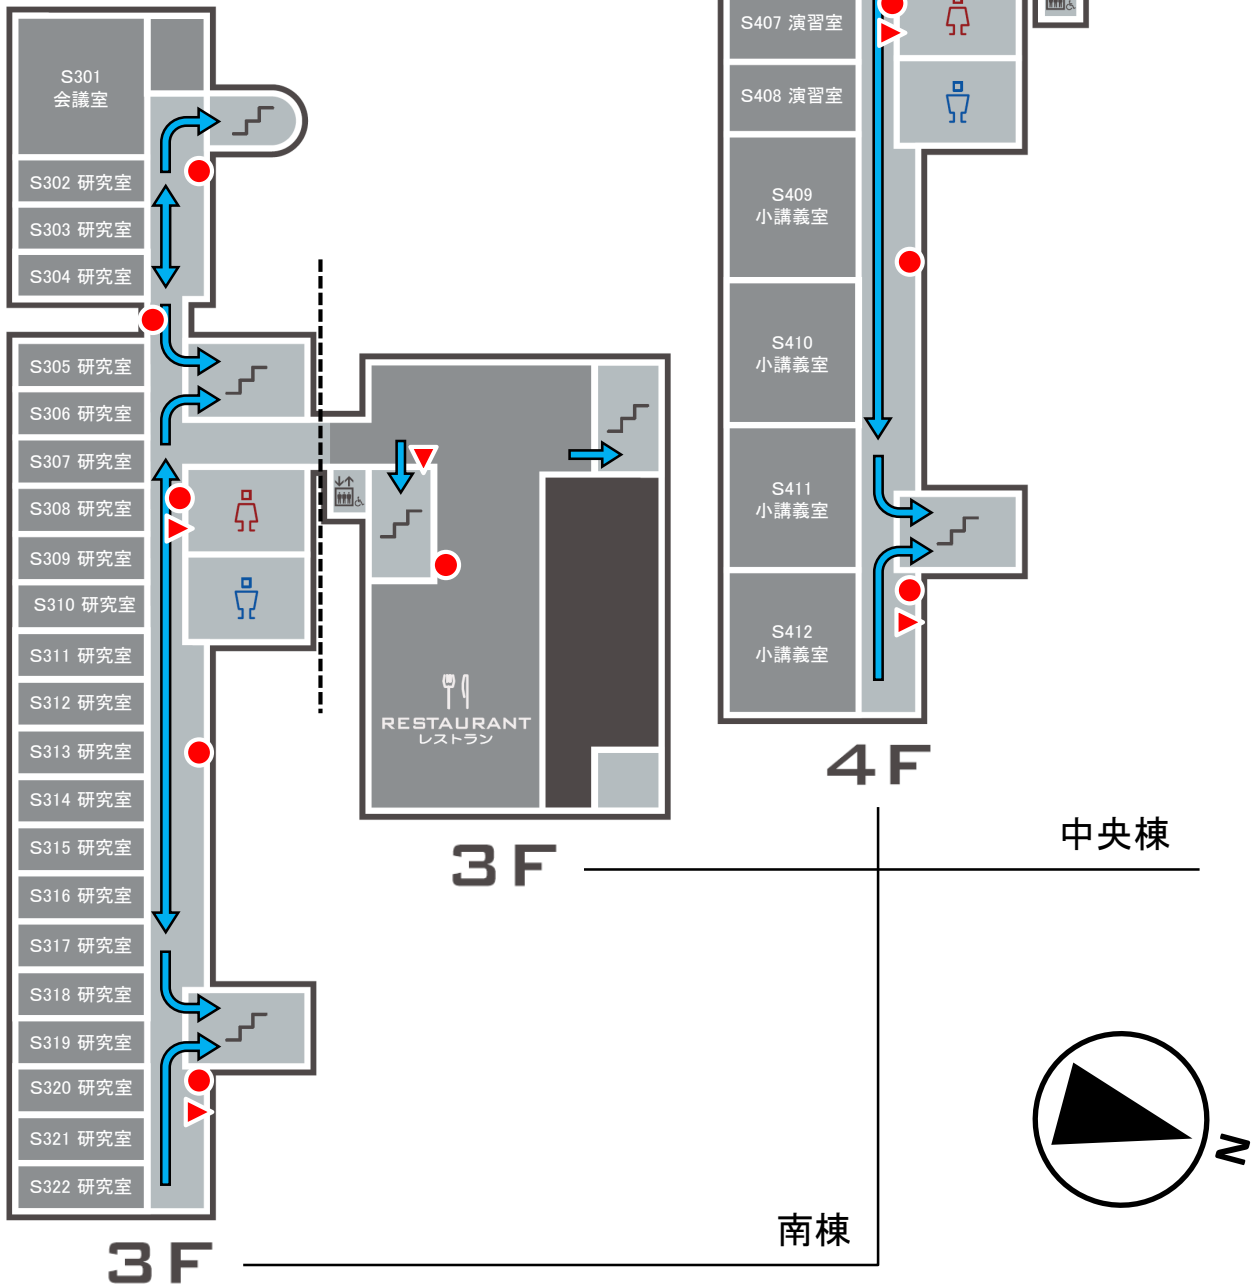 S301
会議室
S302 研究室
S303 研究室
S304 研究室
S305 研究室
S306 研究室
S307 研究室
S308 研究室
S309 研究室
S310 研究室
S311 研究室
S312 研究室
S313 研究室
S314 研究室
S315 研究室
S316 研究室
S317 研究室
S318 研究室
S319 研究室
S320 研究室
S321 研究室
S322 研究室
3F
RESTAURANT
レストラン
3F
S407 演習室
S408 演習室
S409
小講義室
S410
小講義室
S411
小講義室
S412
小講義室
4F
中央棟
南棟
N